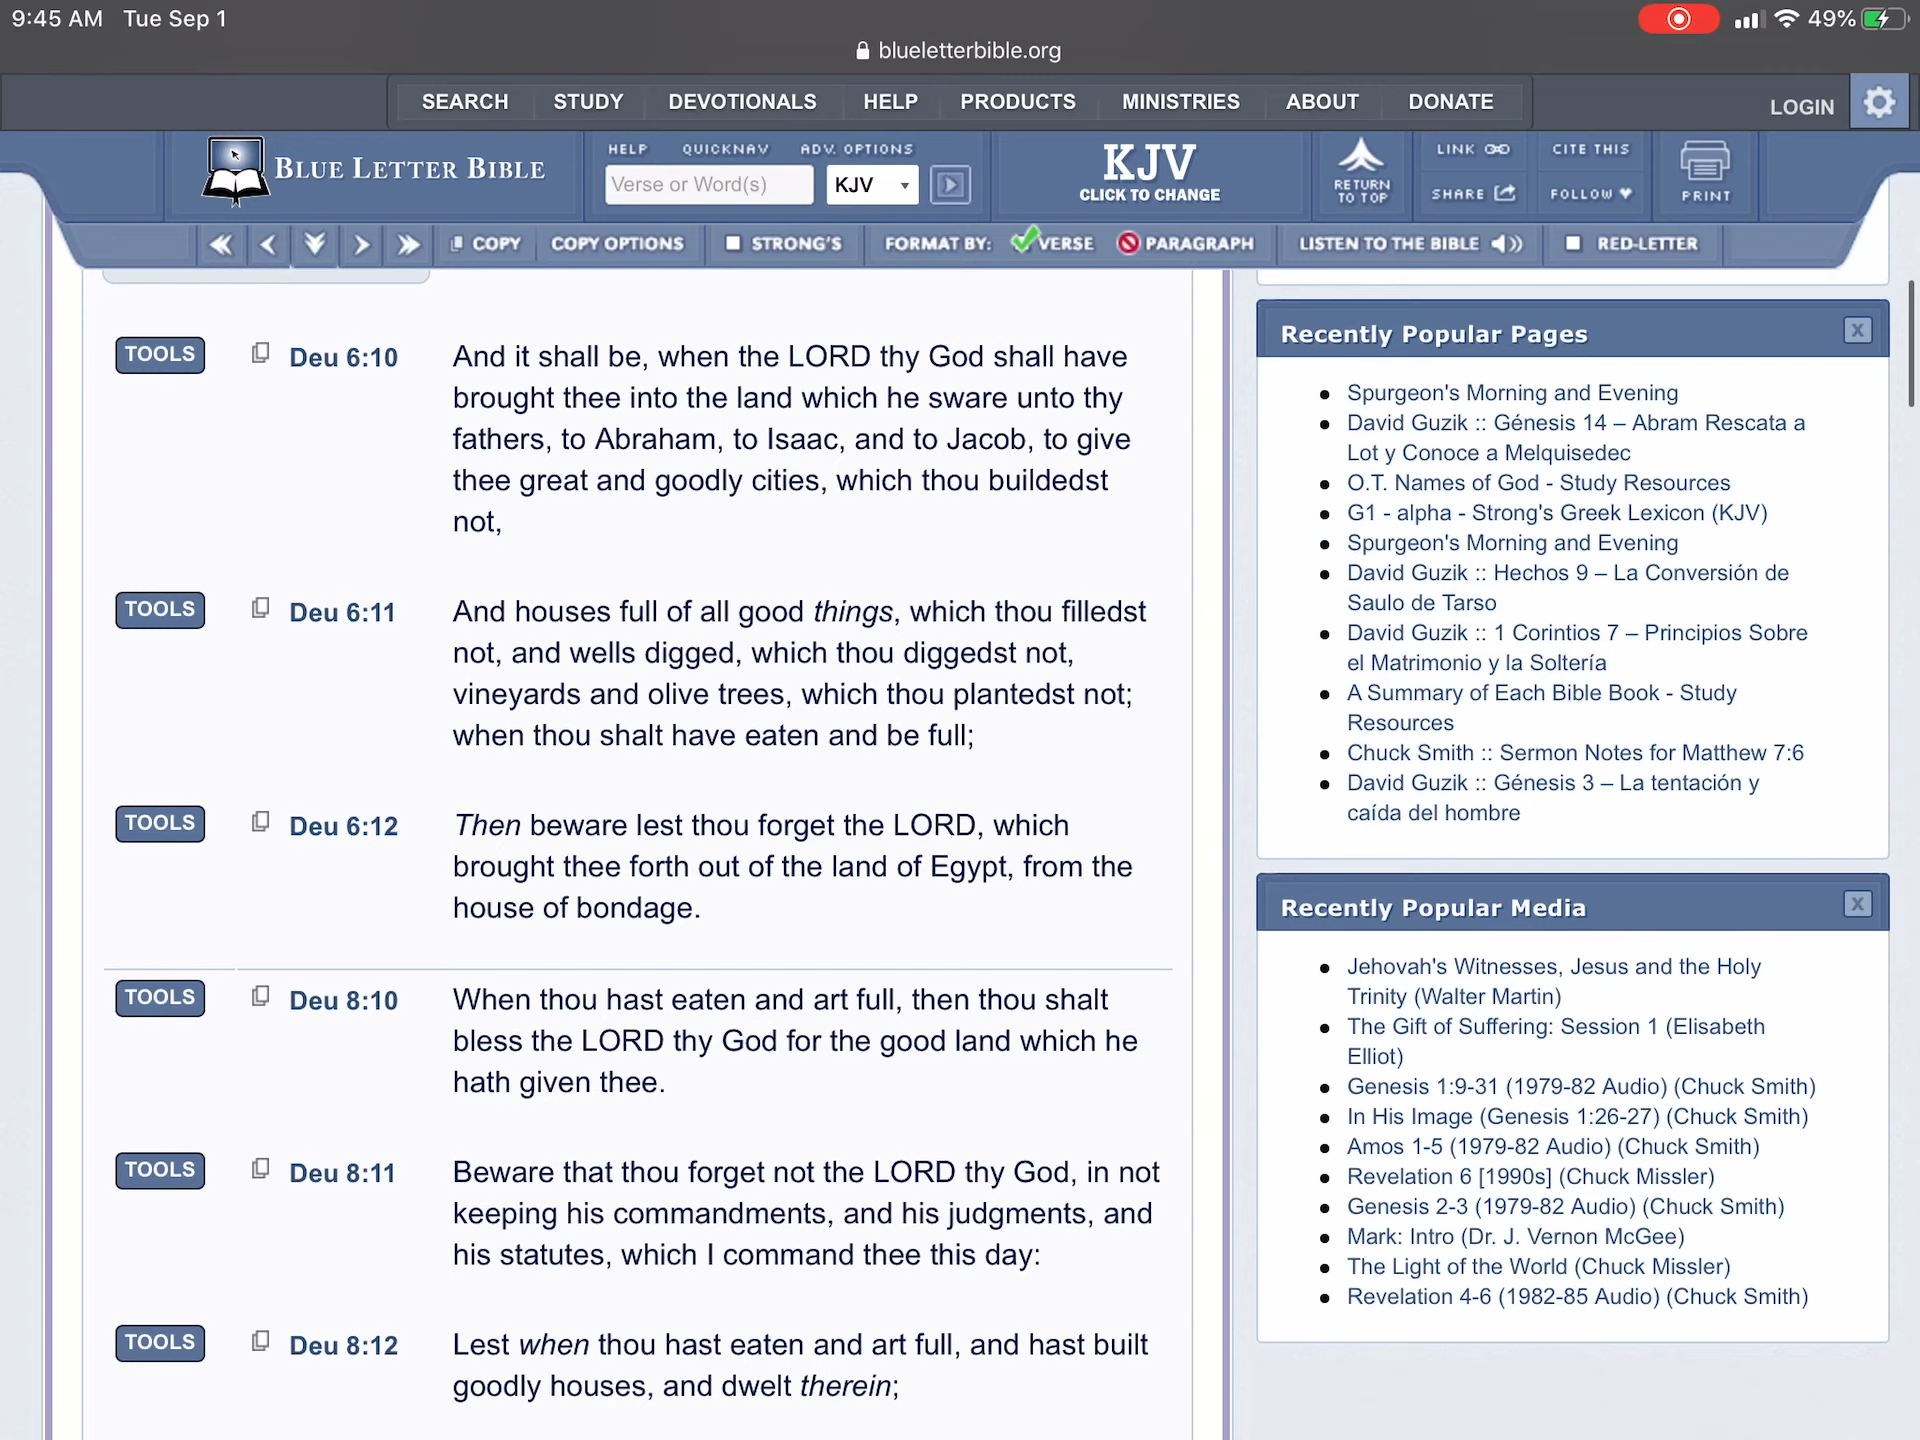 9:45 AM Tue Sep 1
49%
blueletterbible.org
SEARCH STUDY DEVOTIONALS HELP PRODUCTS MINISTRIES ABOUT DONATE
LOGIN
BLUE LETTER BIBLE
HELP QUICKNAV ADV. OPTIONS
Verse or Word(s)
KJV
KJV
CLICK TO CHANGE
RETURN
TO TOP
LINK
SHARE
CITE THIS
FOLLOW
PRINT
COPY COPY OPTIONS STRONG'S FORMAT BY: VERSE PARAGRAPH LISTEN TO THE BIBLE RED-LETTER
TOOLS Deu 6:10 And it shall be, when the LORD thy God shall have
brought thee into the land which he sware unto thy
fathers, to Abraham, to Isaac, and to Jacob, to give
thee great and goodly cities, which thou buildedst
not,
TOOLS Deu 6:11 And houses full of all good things, which thou filledst
not, and wells digged, which thou diggedst not,
vineyards and olive trees, which thou plantedst not;
when thou shalt have eaten and be full;
TOOLS Deu 6:12 Then beware lest thou forget the LORD, which
brought thee forth out of the land of Egypt, from the
house of bondage.
TOOLS Deu 8:10 When thou hast eaten and art full, then thou shalt
bless the LORD thy God for the good land which he
hath given thee.
TOOLS Deu 8:11 Beware that thou forget not the LORD thy God, in not
keeping his commandments, and his judgments, and
his statutes, which I command thee this day:
TOOLS Deu 8:12 Lest when thou hast eaten and art full, and hast built
goodly houses, and dwelt therein;
Recently Popular Pages
X
Spurgeon's Morning and Evening
David Guzik :: Génesis 14 – Abram Rescata a
Lot y Conoce a Melquisedec
O.T. Names of God - Study Resources
G1 - alpha - Strong's Greek Lexicon (KJV)
Spurgeon's Morning and Evening
David Guzik :: Hechos 9 – La Conversión de
Saulo de Tarso
David Guzik :: 1 Corintios 7 – Principios Sobre
el Matrimonio y la Soltería
A Summary of Each Bible Book - Study
Resources
Chuck Smith :: Sermon Notes for Matthew 7:6
David Guzik :: Génesis 3 – La tentación y
caída del hombre
Recently Popular Media
X
Jehovah's Witnesses, Jesus and the Holy
Trinity (Walter Martin)
The Gift of Suffering: Session 1 (Elisabeth
Elliot)
Genesis 1:9-31 (1979-82 Audio) (Chuck Smith)
In His Image (Genesis 1:26-27) (Chuck Smith)
Amos 1-5 (1979-82 Audio) (Chuck Smith)
Revelation 6 [1990s] (Chuck Missler)
Genesis 2-3 (1979-82 Audio) (Chuck Smith)
Mark: Intro (Dr. J. Vernon McGee)
The Light of the World (Chuck Missler)
Revelation 4-6 (1982-85 Audio) (Chuck Smith)